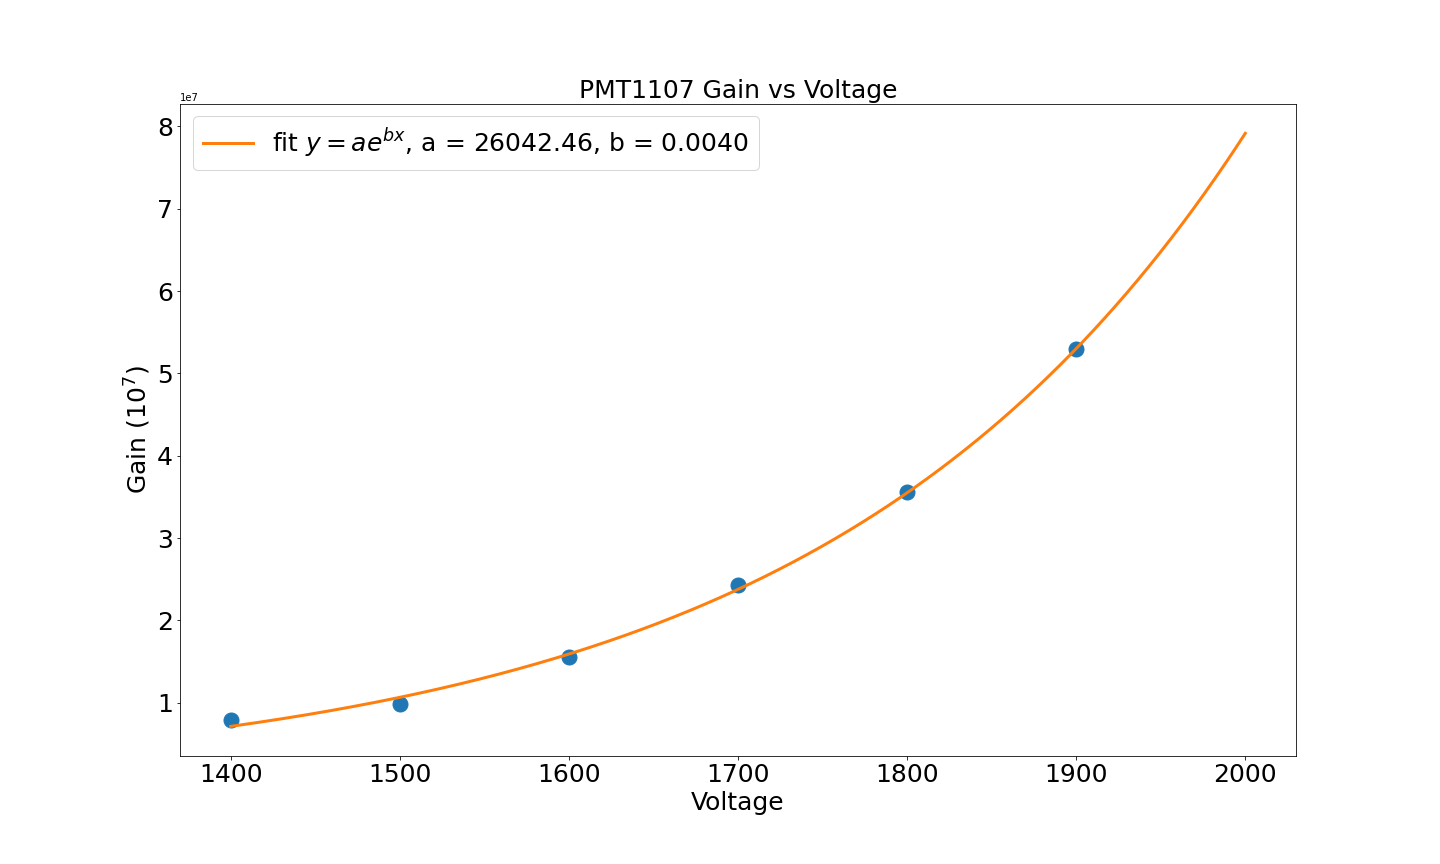 PMT1107 Gain vs Voltage
1e7
fit $y = ae^{bx}$, a = 26042.46, b = 0.0040
8
7
6
5
4
3
2
1
Gain ($10^7$)
1400 1500 1600 1700 1800 1900 2000
Voltage